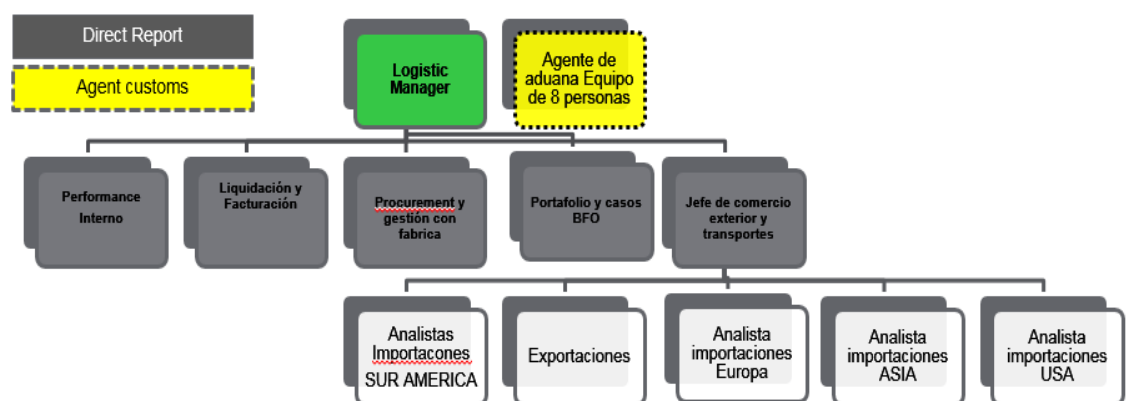 Direct Report
Agent customs
Logistic
Manager
Agente de
aduana Equipo
de 8 personas
Performance
Interno
Liquidación y
Facturación
Procurement y
gestión con
fabrica
Portafolio y casos
BFO
Jefe de comercio
exterior y
transportes
Analistas
Importacones
SUR AMERICA
Exportaciones
Analista
importaciones
Europa
Analista
importaciones
ASIA
Analista
importaciones
USA